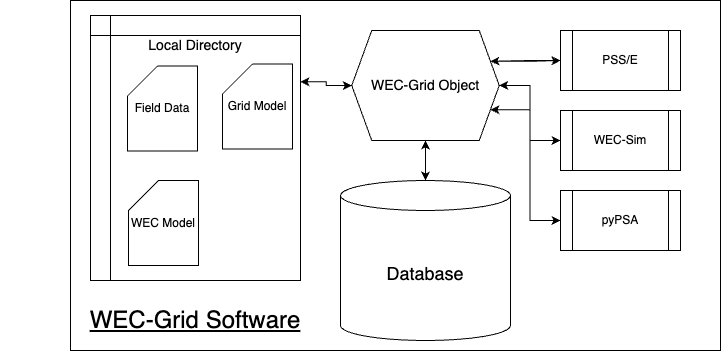 Local Directory
Field Data
Grid Model
WEC Model
WEC-Grid Object
PSS/E
WEC-Sim
pyPSA
Database
WEC-Grid Software